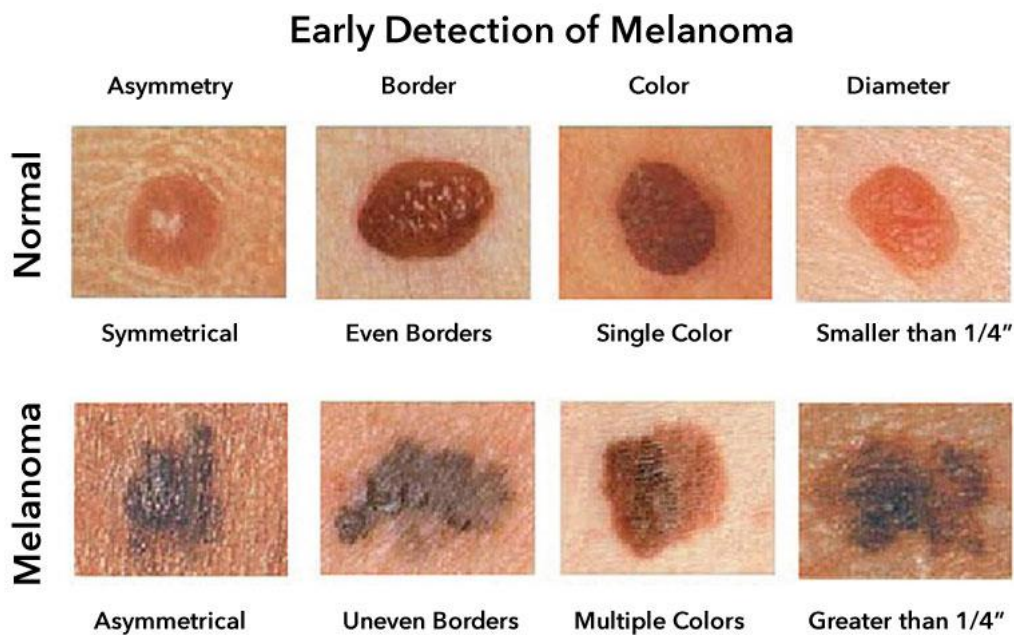 Early Detection of Melanoma
Asymmetry Border Color Diameter
Normal
Symmetrical Even Borders Single Color Smaller than 1/4”
Melanoma
Asymmetrical Uneven Borders Multiple Colors Greater than 1/4”